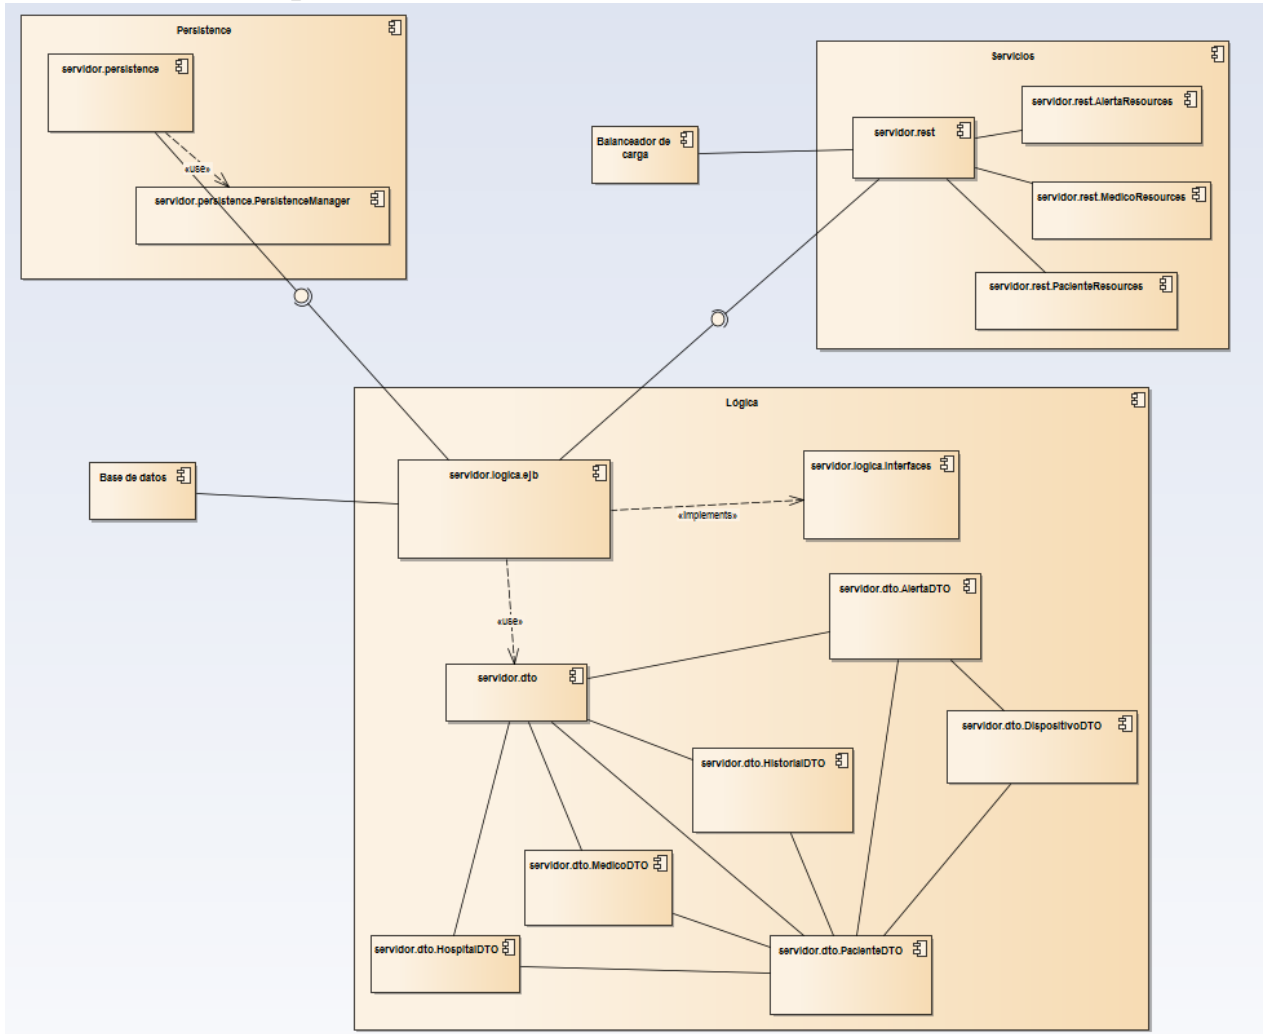 Persistence
servidor.persistence
«use»
servidor.persistence.PersistenceManager
Servicios
servidor.rest.AlertaResources
servidor.rest
Balanceador de
carga
servidor.rest.MedicoResources
servidor.rest.PacienteResources
Lógica
servidor.logica.ejb
servidor.logica.interfaces
Base de datos
«implements»
servidor.dto.AlertaDTO
«use»
servidor.dto
servidor.dto.DispositivoDTO
servidor.dto.HistorialDTO
servidor.dto.MedicoDTO
servidor.dto.HospitalDTO
servidor.dto.PacienteDTO